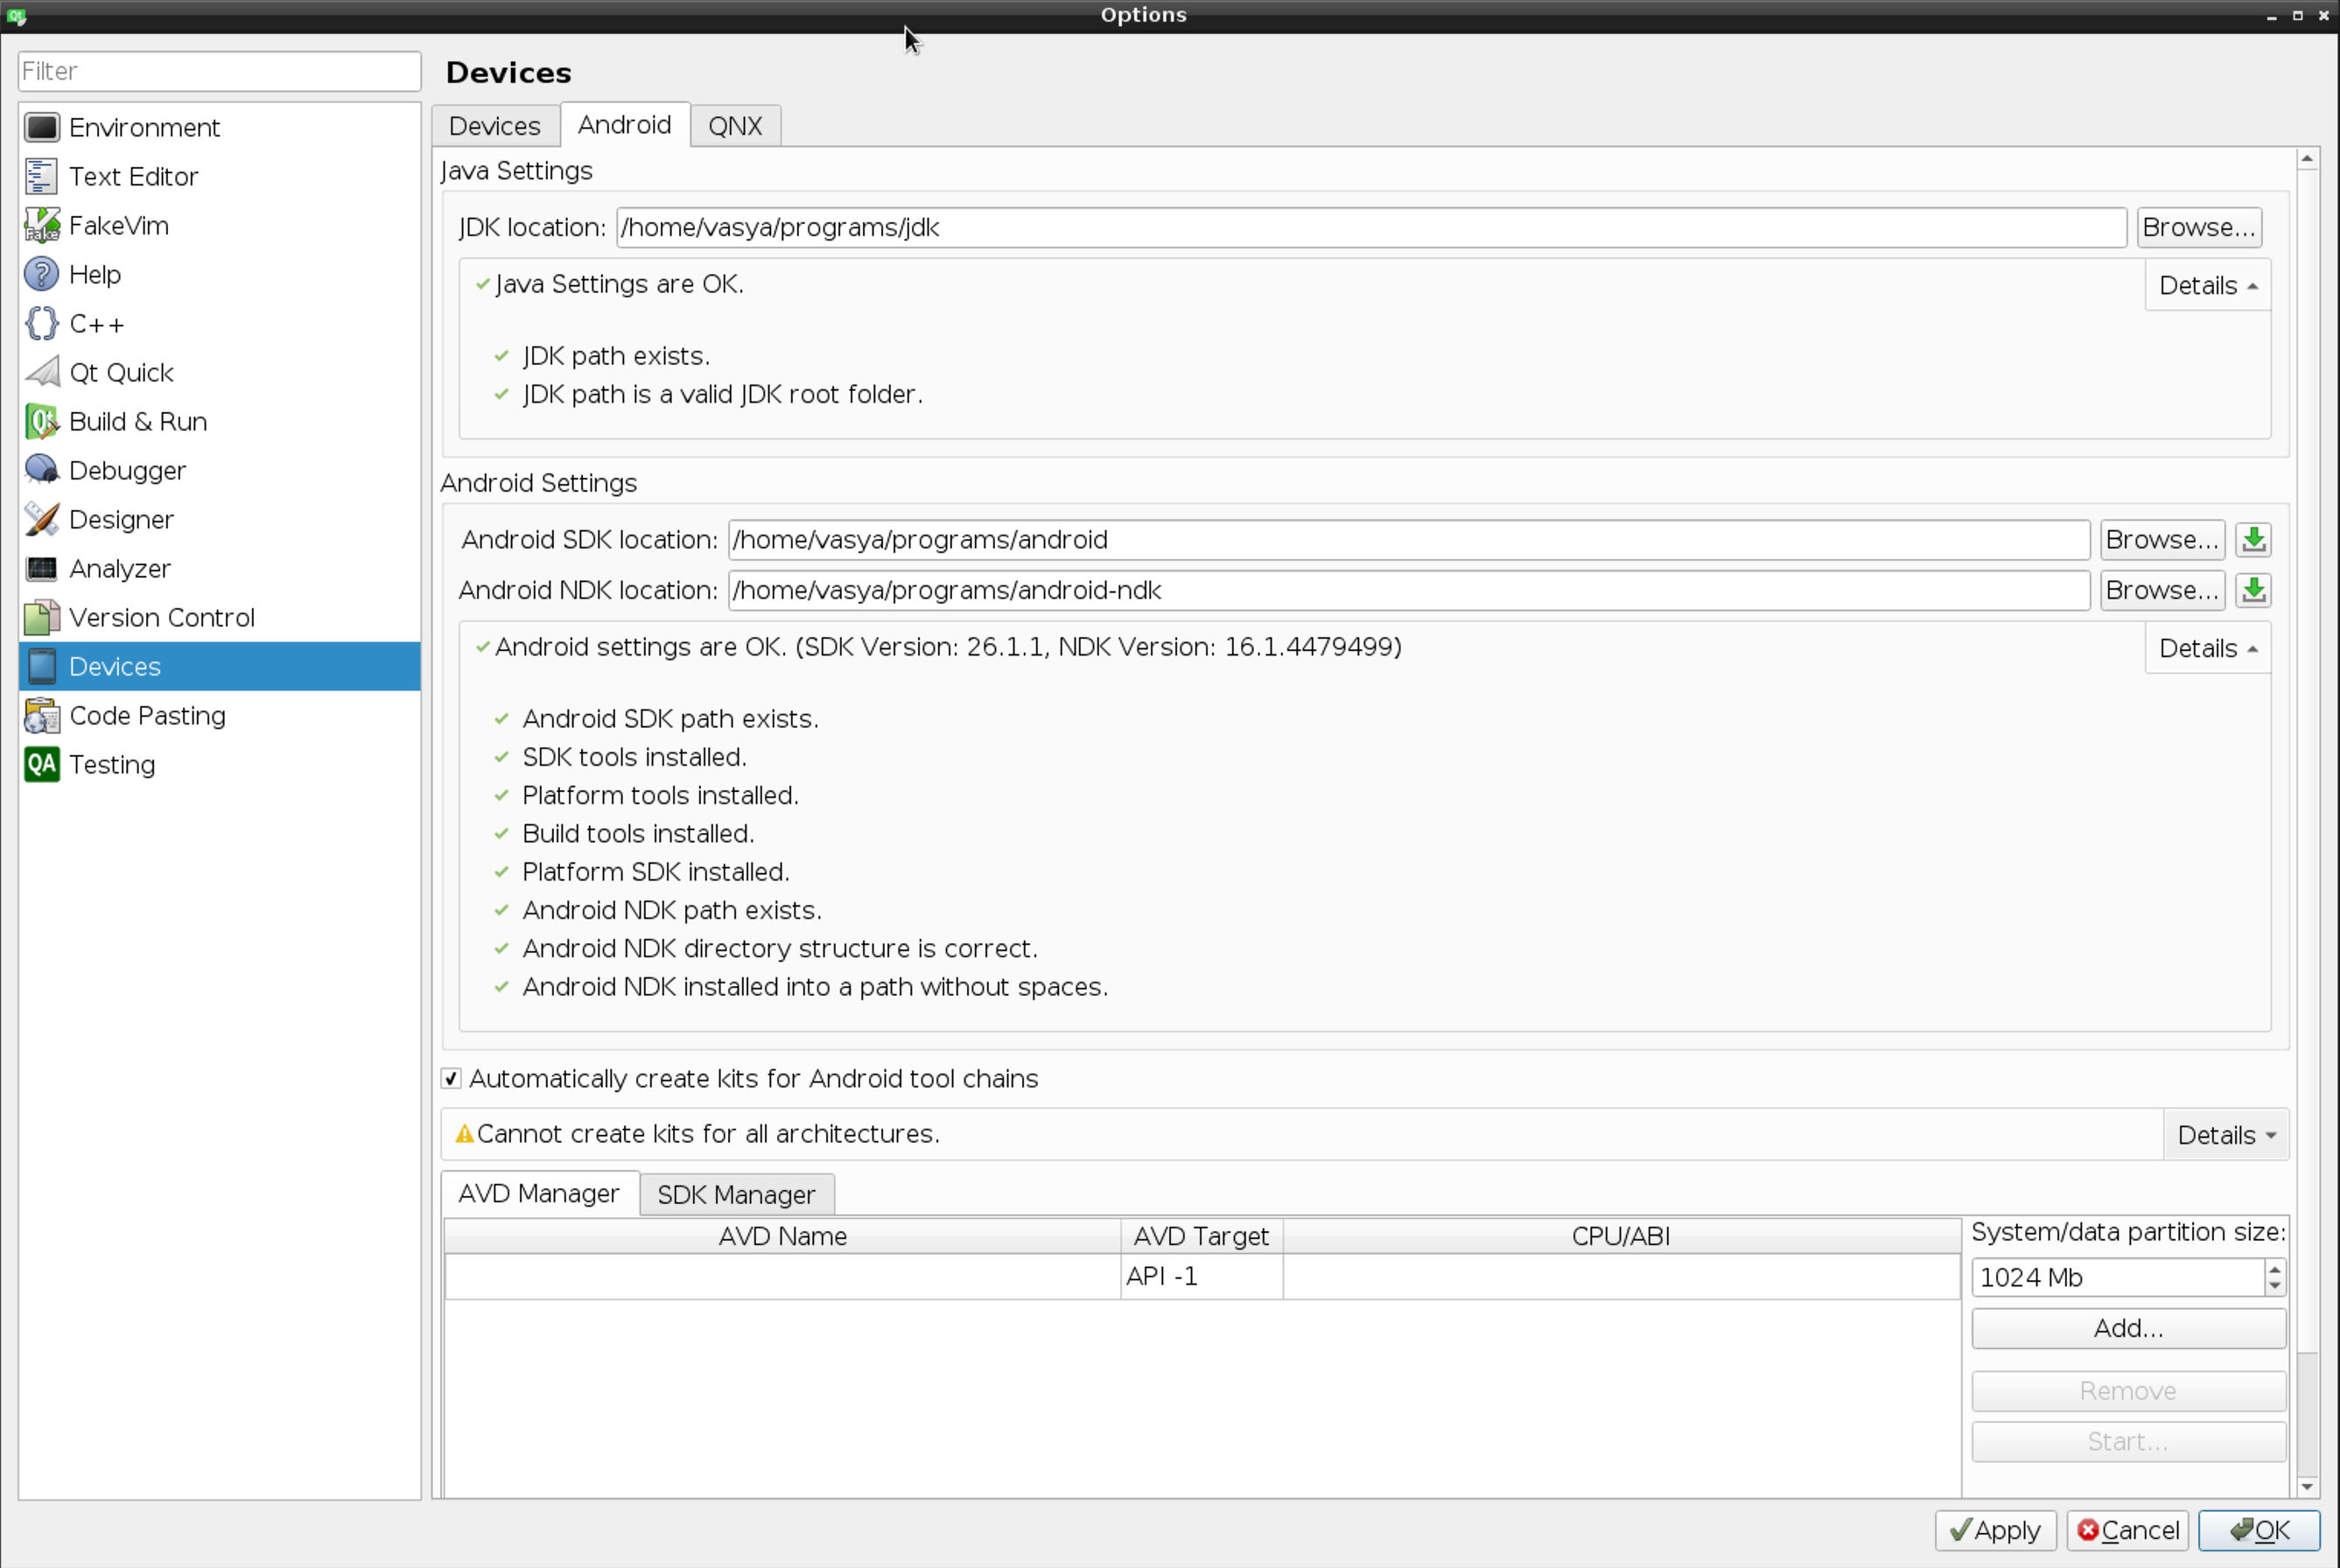 Options
Filter
Environment
Text Editor
FakeVim
Help
C++
Qt Quick
Build & Run
Debugger
Designer
Analyzer
Version Control
Devices
Code Pasting
QA Testing
Devices
Devices Android QNX
Java Settings
JDK location: /home/vasya/programs/jdk Browse...
Java Settings are OK. Details
JDK path exists.
JDK path is a valid JDK root folder.
Android Settings
Android SDK location: /home/vasya/programs/android Browse...
Android NDK location: /home/vasya/programs/android-ndk Browse...
Android settings are OK. (SDK Version: 26.1.1, NDK Version: 16.1.4479499) Details
Android SDK path exists.
SDK tools installed.
Platform tools installed.
Build tools installed.
Platform SDK installed.
Android NDK path exists.
Android NDK directory structure is correct.
Android NDK installed into a path without spaces.
Automatically create kits for Android tool chains
Cannot create kits for all architectures. Details
AVD Manager SDK Manager
AVD Name AVD Target CPU/ABI System/data partition size:
API -1 1024 Mb
Add...
Remove
Start...
Apply Cancel OK